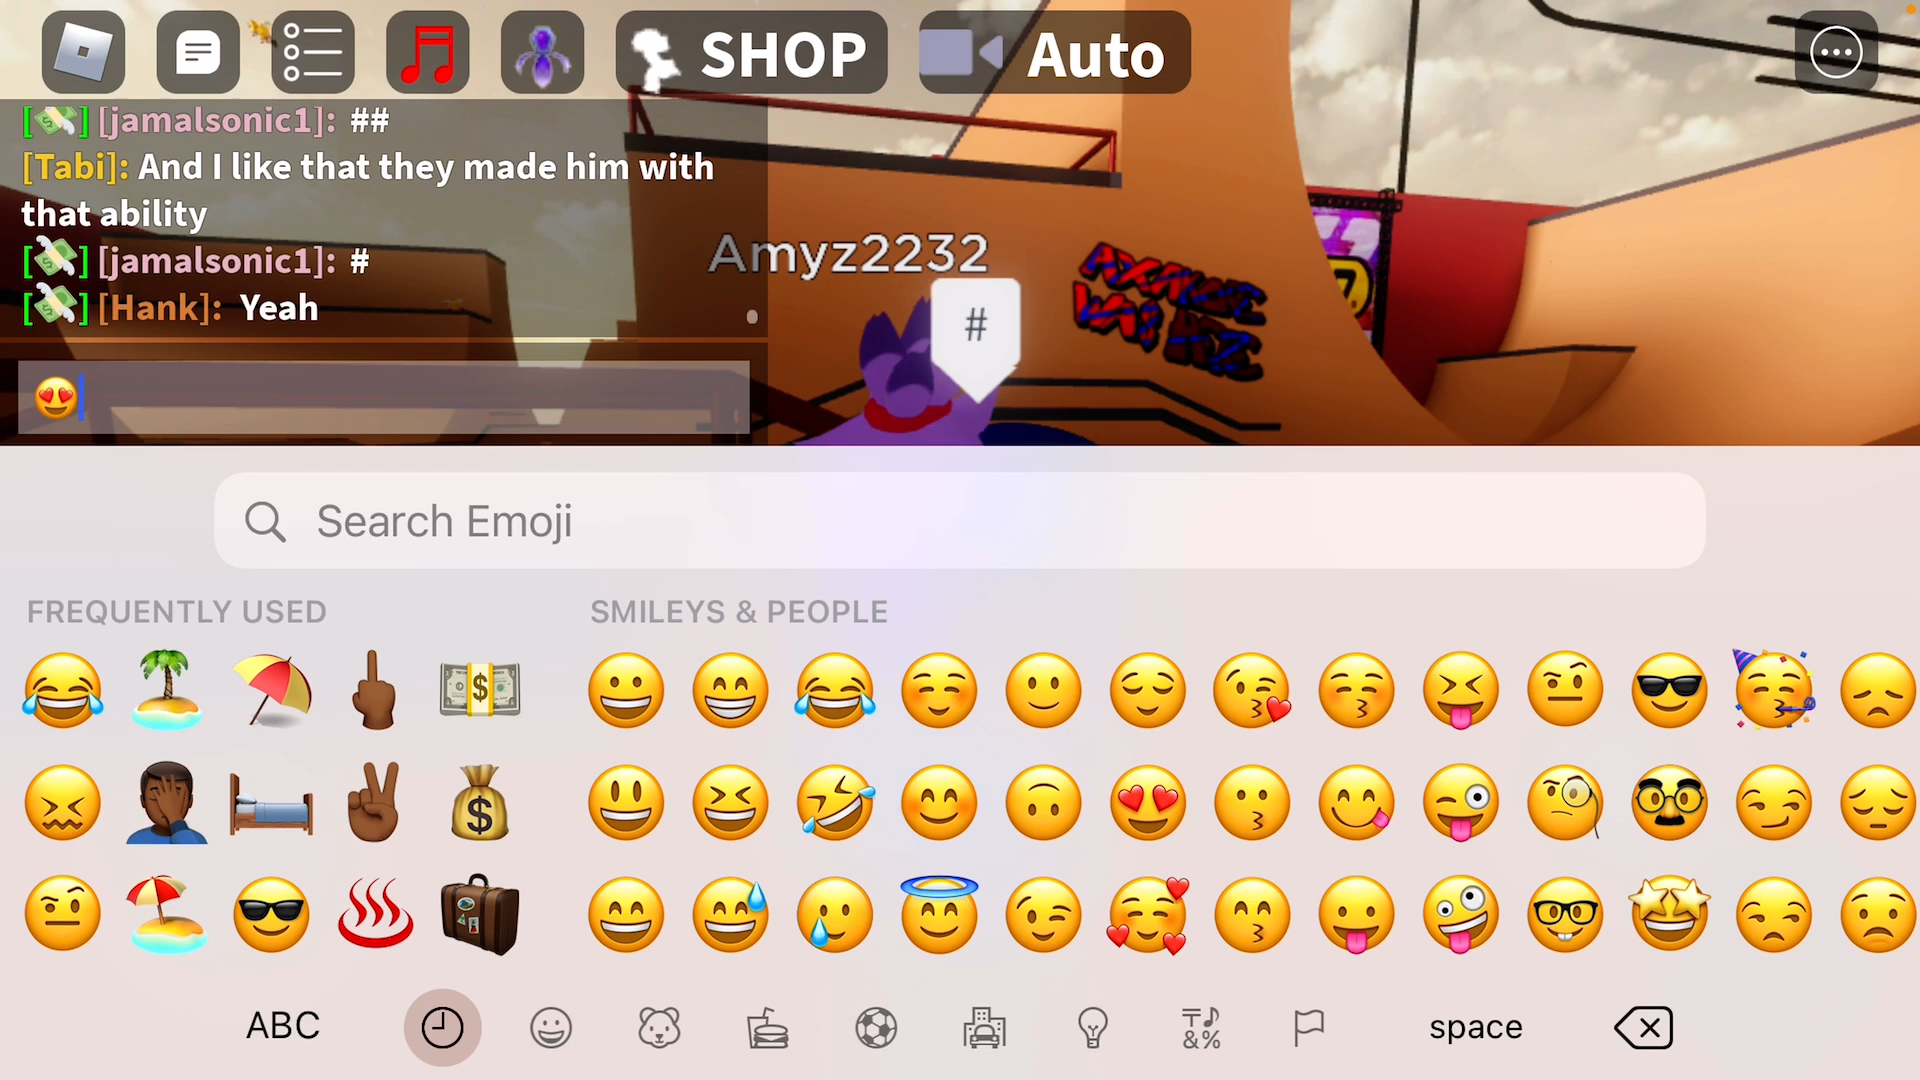 SHOP
Auto
[💸] [jamalsonic1]: ##
[Tabi]: And I like that they made him with
that ability
[💸] [jamalsonic1]: #
[💸] [Hank]: Yeah
Amyz2232
#
😍
Search Emoji
FREQUENTLY USED
SMILEYS & PEOPLE
ABC
space